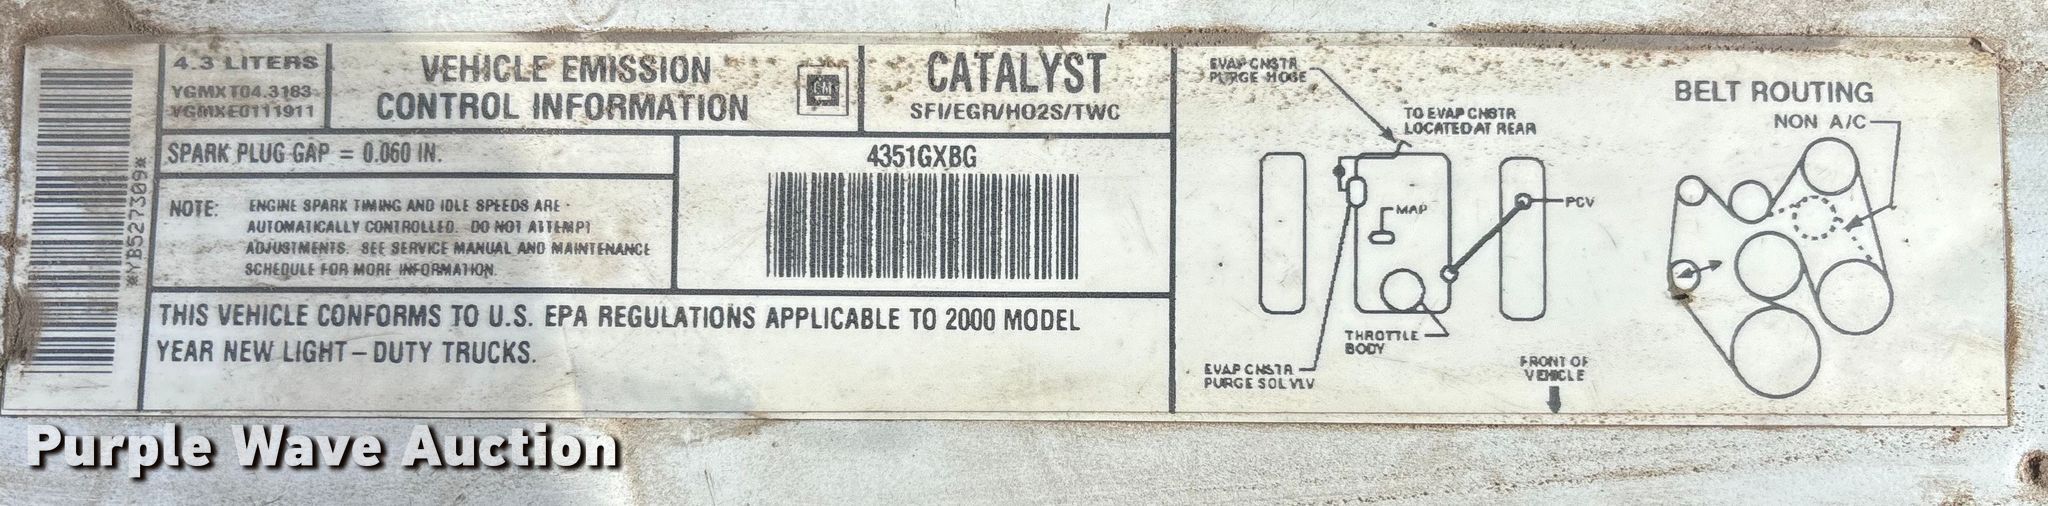 *YB527309*
4.3 LITERS
YGMXT04.3183
YGMXE0111911
VEHICLE EMISSION
CONTROL INFORMATION
GM
CATALYST
SFI/EGR/HO2S/TWC
SPARK PLUG GAP = 0.060 IN.
NOTE: ENGINE SPARK TIMING AND IDLE SPEEDS ARE
AUTOMATICALLY CONTROLLED. DO NOT ATTEMPT
ADJUSTMENTS. SEE SERVICE MANUAL AND MAINTENANCE
SCHEDULE FOR MORE INFORMATION.
4351GXBG
THIS VEHICLE CONFORMS TO U.S. EPA REGULATIONS APPLICABLE TO 2000 MODEL
YEAR NEW LIGHT-DUTY TRUCKS.
EVAP CNSTR
PURGE HOSE
TO EVAP CNSTR
LOCATED AT REAR
MAP
PCV
THROTTLE
BODY
EVAP CNSTR
PURGE SOL VLV
FRONT OF
VEHICLE
BELT ROUTING
NON A/C
Purple Wave Auction